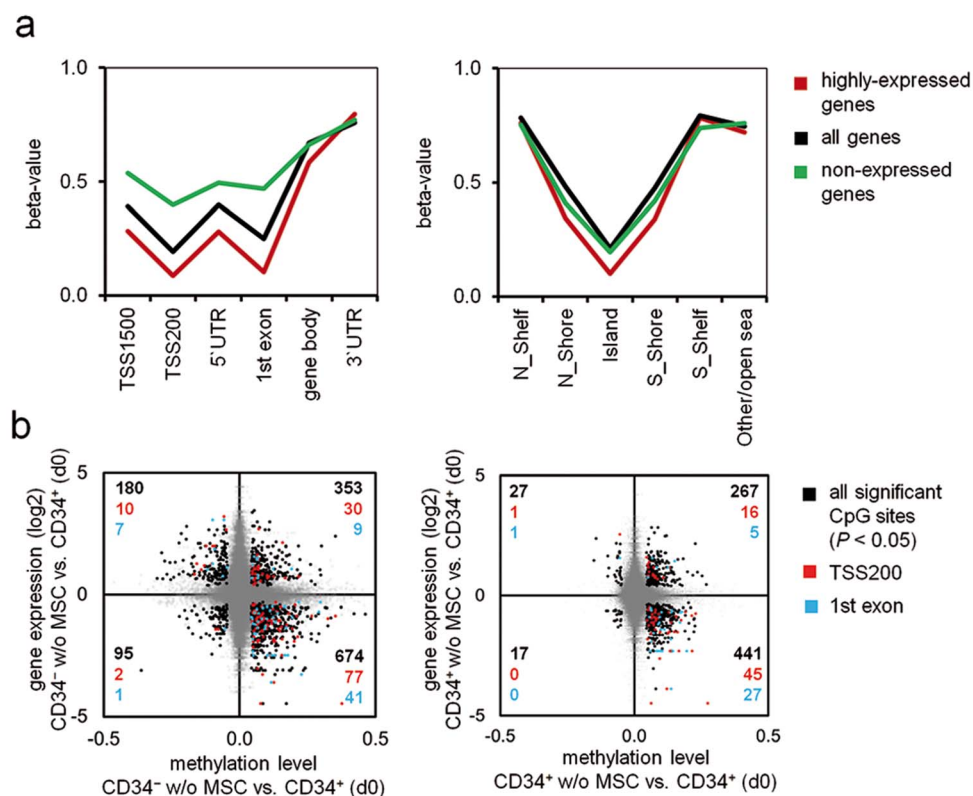 a
1.0
0.5
0.0
beta-value
TSS1500
TSS200
5'UTR
1st exon
gene body
3'UTR
1.0
0.5
0.0
beta-value
N_Shelf
N_Shore
Island
S_Shore
S_Shelf
Other/open sea
highly-expressed
genes
all genes
non-expressed
genes
b
gene expression (log2)
CD34⁻ w/o MSC vs. CD34⁺ (d0)
5
0
-5
180
10
7
353
30
9
95
2
1
674
77
41
-0.5
0.0
0.5
methylation level
CD34⁻ w/o MSC vs. CD34⁺ (d0)
gene expression (log2)
CD34⁺ w/o MSC vs. CD34⁺ (d0)
5
0
-5
27
1
1
267
16
5
17
0
0
441
45
27
-0.5
0.0
0.5
methylation level
CD34⁺ w/o MSC vs. CD34⁺ (d0)
all significant
CpG sites
(P < 0.05)
TSS200
1st exon